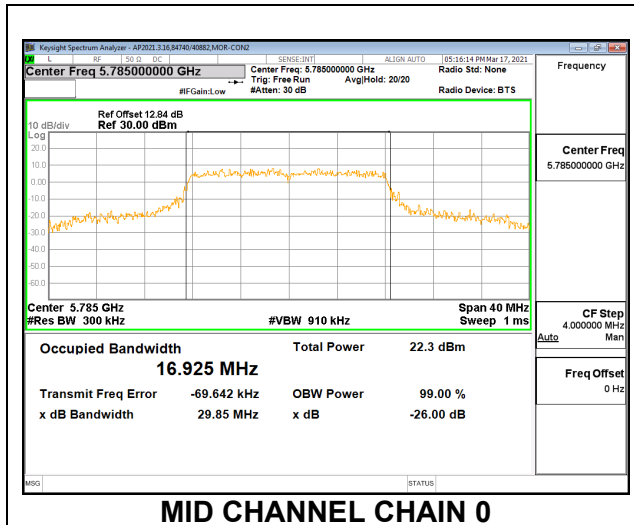 Keysight Spectrum Analyzer - AP2021.3.16,84740/40882,MOR-CON2
L RF 50 Ω DC SENSE:INT ALIGN AUTO 05:16:14 PM Mar 17, 2021
Center Freq 5.785000000 GHz
Center Freq: 5.785000000 GHz Radio Std: None
Trig: Free Run Avg|Hold: 20/20
#IFGain:Low #Atten: 30 dB Radio Device: BTS
Frequency
Ref Offset 12.84 dB
10 dB/div Ref 30.00 dBm
Log
20.0
10.0
0.00
-10.0
-20.0
-30.0
-40.0
-50.0
-60.0
Center 5.785 GHz Span 40 MHz
#Res BW 300 kHz #VBW 910 kHz Sweep 1 ms
Center Freq
5.785000000 GHz
CF Step
4.000000 MHz
Auto Man
Freq Offset
0 Hz
Occupied Bandwidth Total Power 22.3 dBm
16.925 MHz
Transmit Freq Error -69.642 kHz OBW Power 99.00 %
x dB Bandwidth 29.85 MHz x dB -26.00 dB
MSG STATUS
MID CHANNEL CHAIN 0